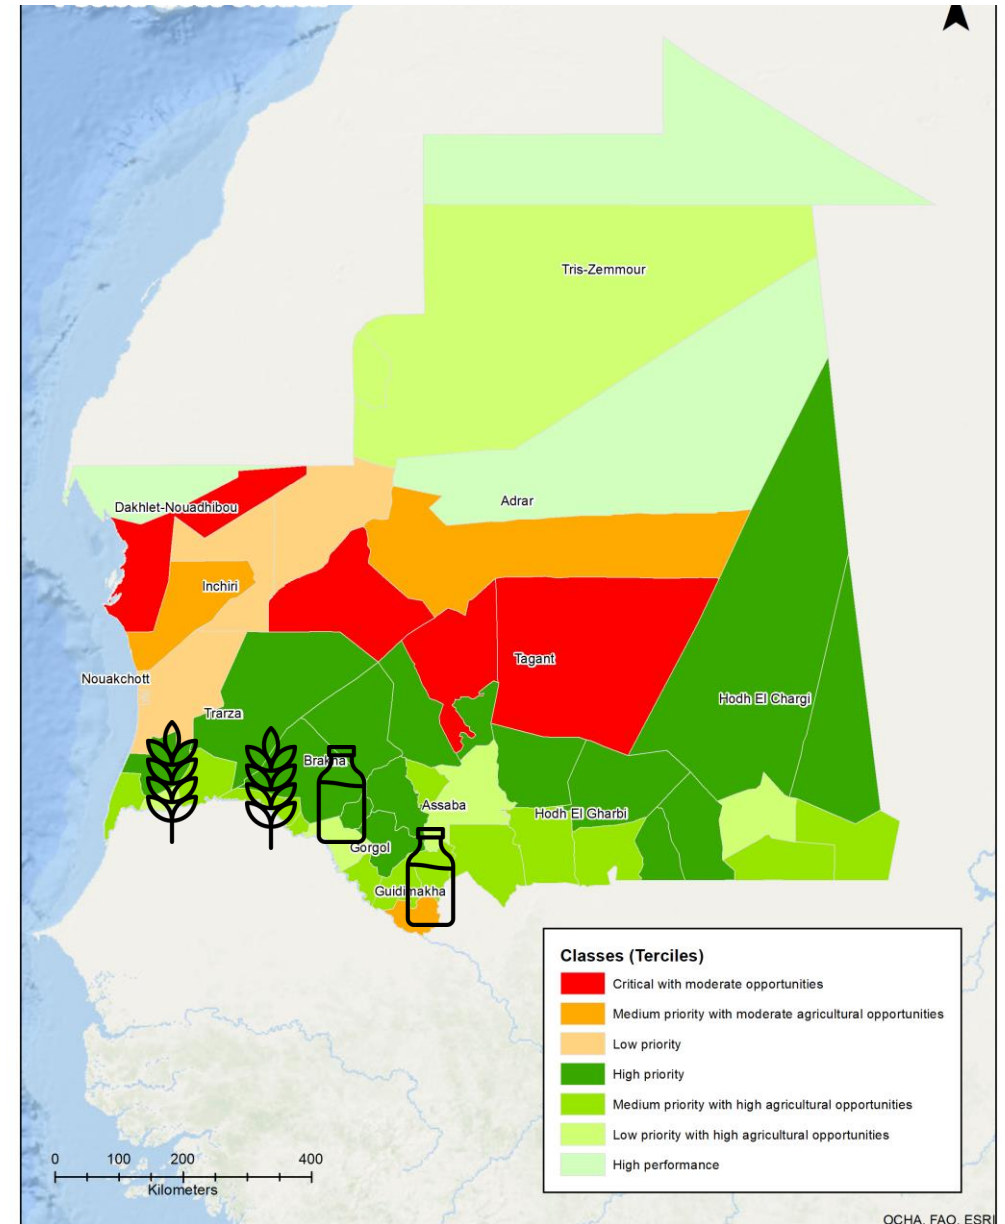 Tris-Zemmour
Adrar
Dakhlet-Nouadhibou
Inchiri
Tagant
Nouakchott
Hodh El Chargi
Trarza
Brakna
Assaba
Hodh El Gharbi
Gorgol
Guidimakha
Classes (Terciles)
Critical with moderate opportunities
Medium priority with moderate agricultural opportunities
Low priority
High priority
Medium priority with high agricultural opportunities
Low priority with high agricultural opportunities
High performance
0 100 200 400
Kilometers
OCHA, FAO, ESRI